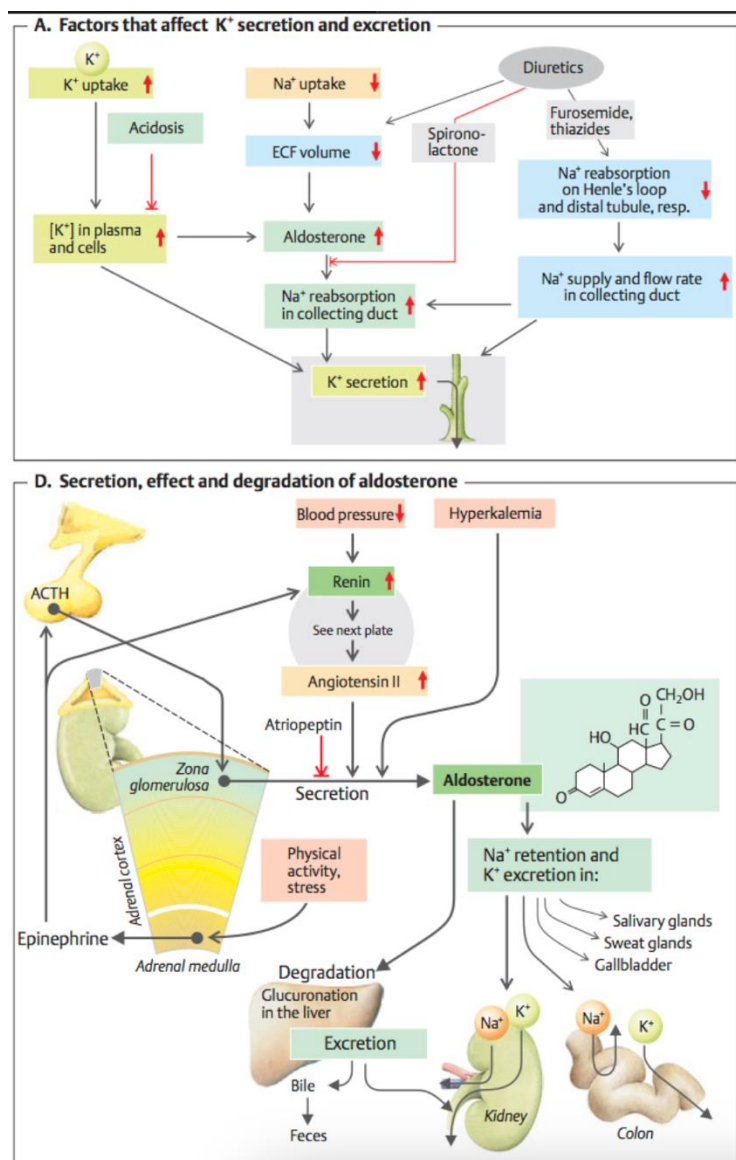 A. Factors that affect K⁺ secretion and excretion
K⁺
K⁺ uptake
Na⁺ uptake
Diuretics
Acidosis
Furosemide,
thiazides
Spirono-
lactone
ECF volume
Na⁺ reabsorption
on Henle's loop
and distal tubule, resp.
[K⁺] in plasma
and cells
Aldosterone
Na⁺ reabsorption
in collecting duct
Na⁺ supply and flow rate
in collecting duct
K⁺ secretion
D. Secretion, effect and degradation of aldosterone
Blood pressure
Hyperkalemia
ACTH
Renin
See next plate
Angiotensin II
Atriopeptin
Zona
glomerulosa
Secretion
Aldosterone
CH₂OH
O
HC
C=O
HO
O
Adrenal cortex
Physical
activity,
stress
Na⁺ retention and
K⁺ excretion in:
Salivary glands
Sweat glands
Gallbladder
Epinephrine
Adrenal medulla
Degradation
Glucuronation
in the liver
Excretion
Bile
Feces
Na⁺
K⁺
Kidney
Na⁺
K⁺
Colon